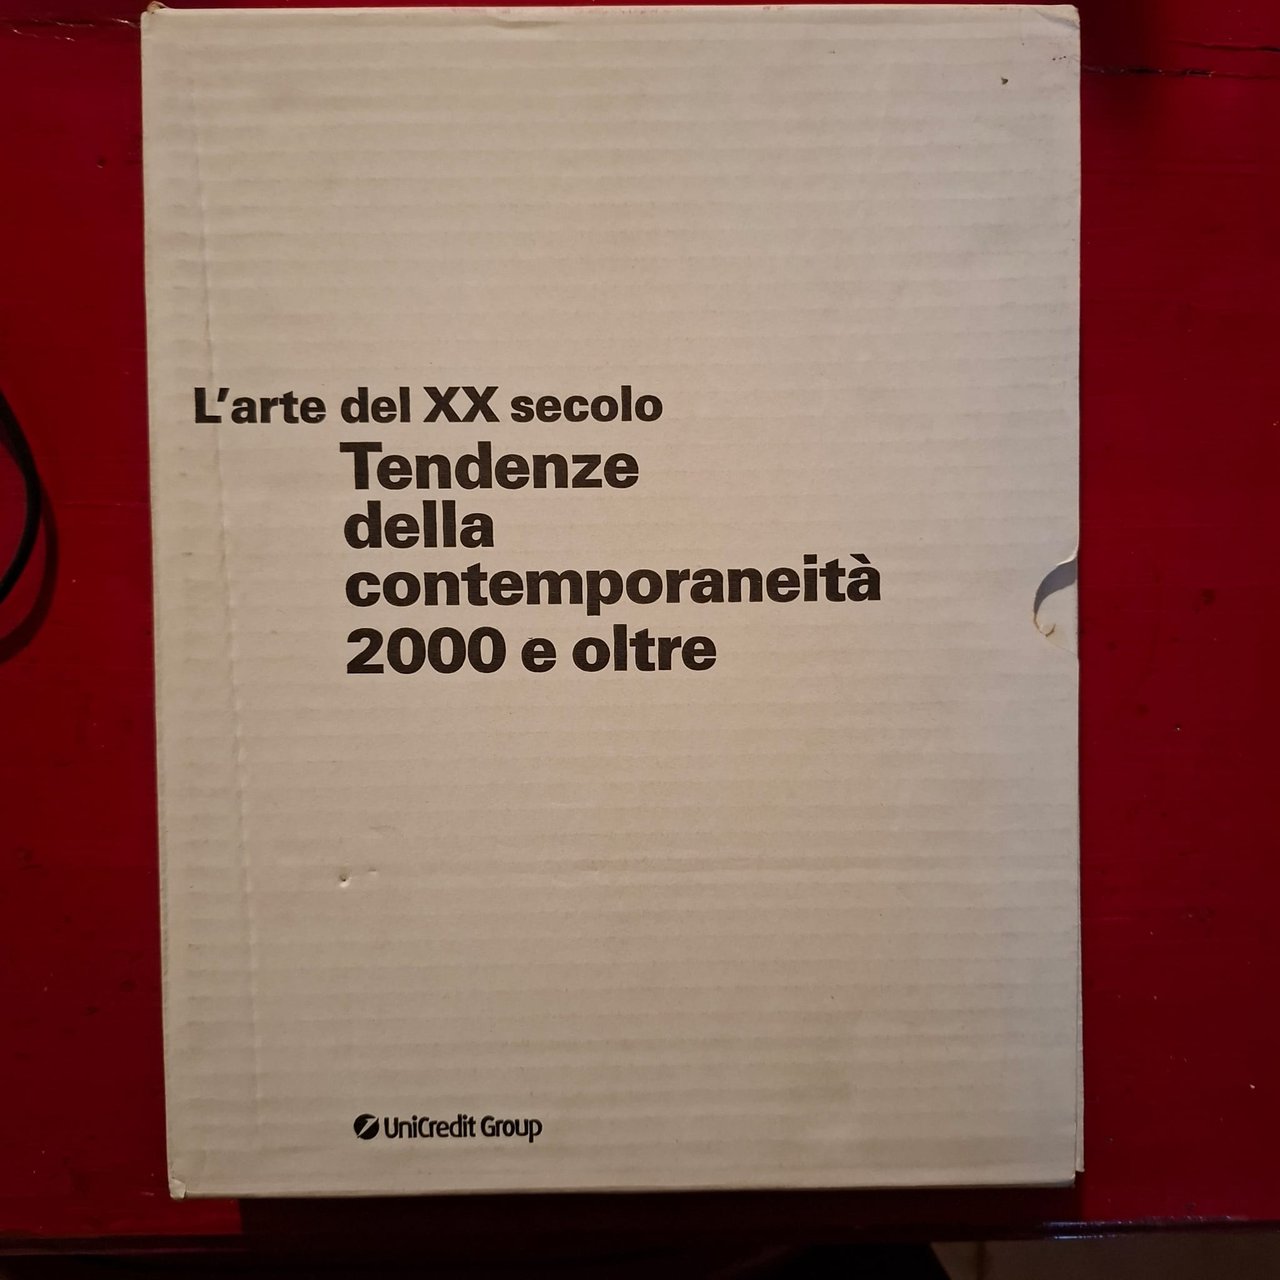 L'arte del XX secolo
Tendenze
della
contemporaneità
2000 e oltre
UniCredit Group